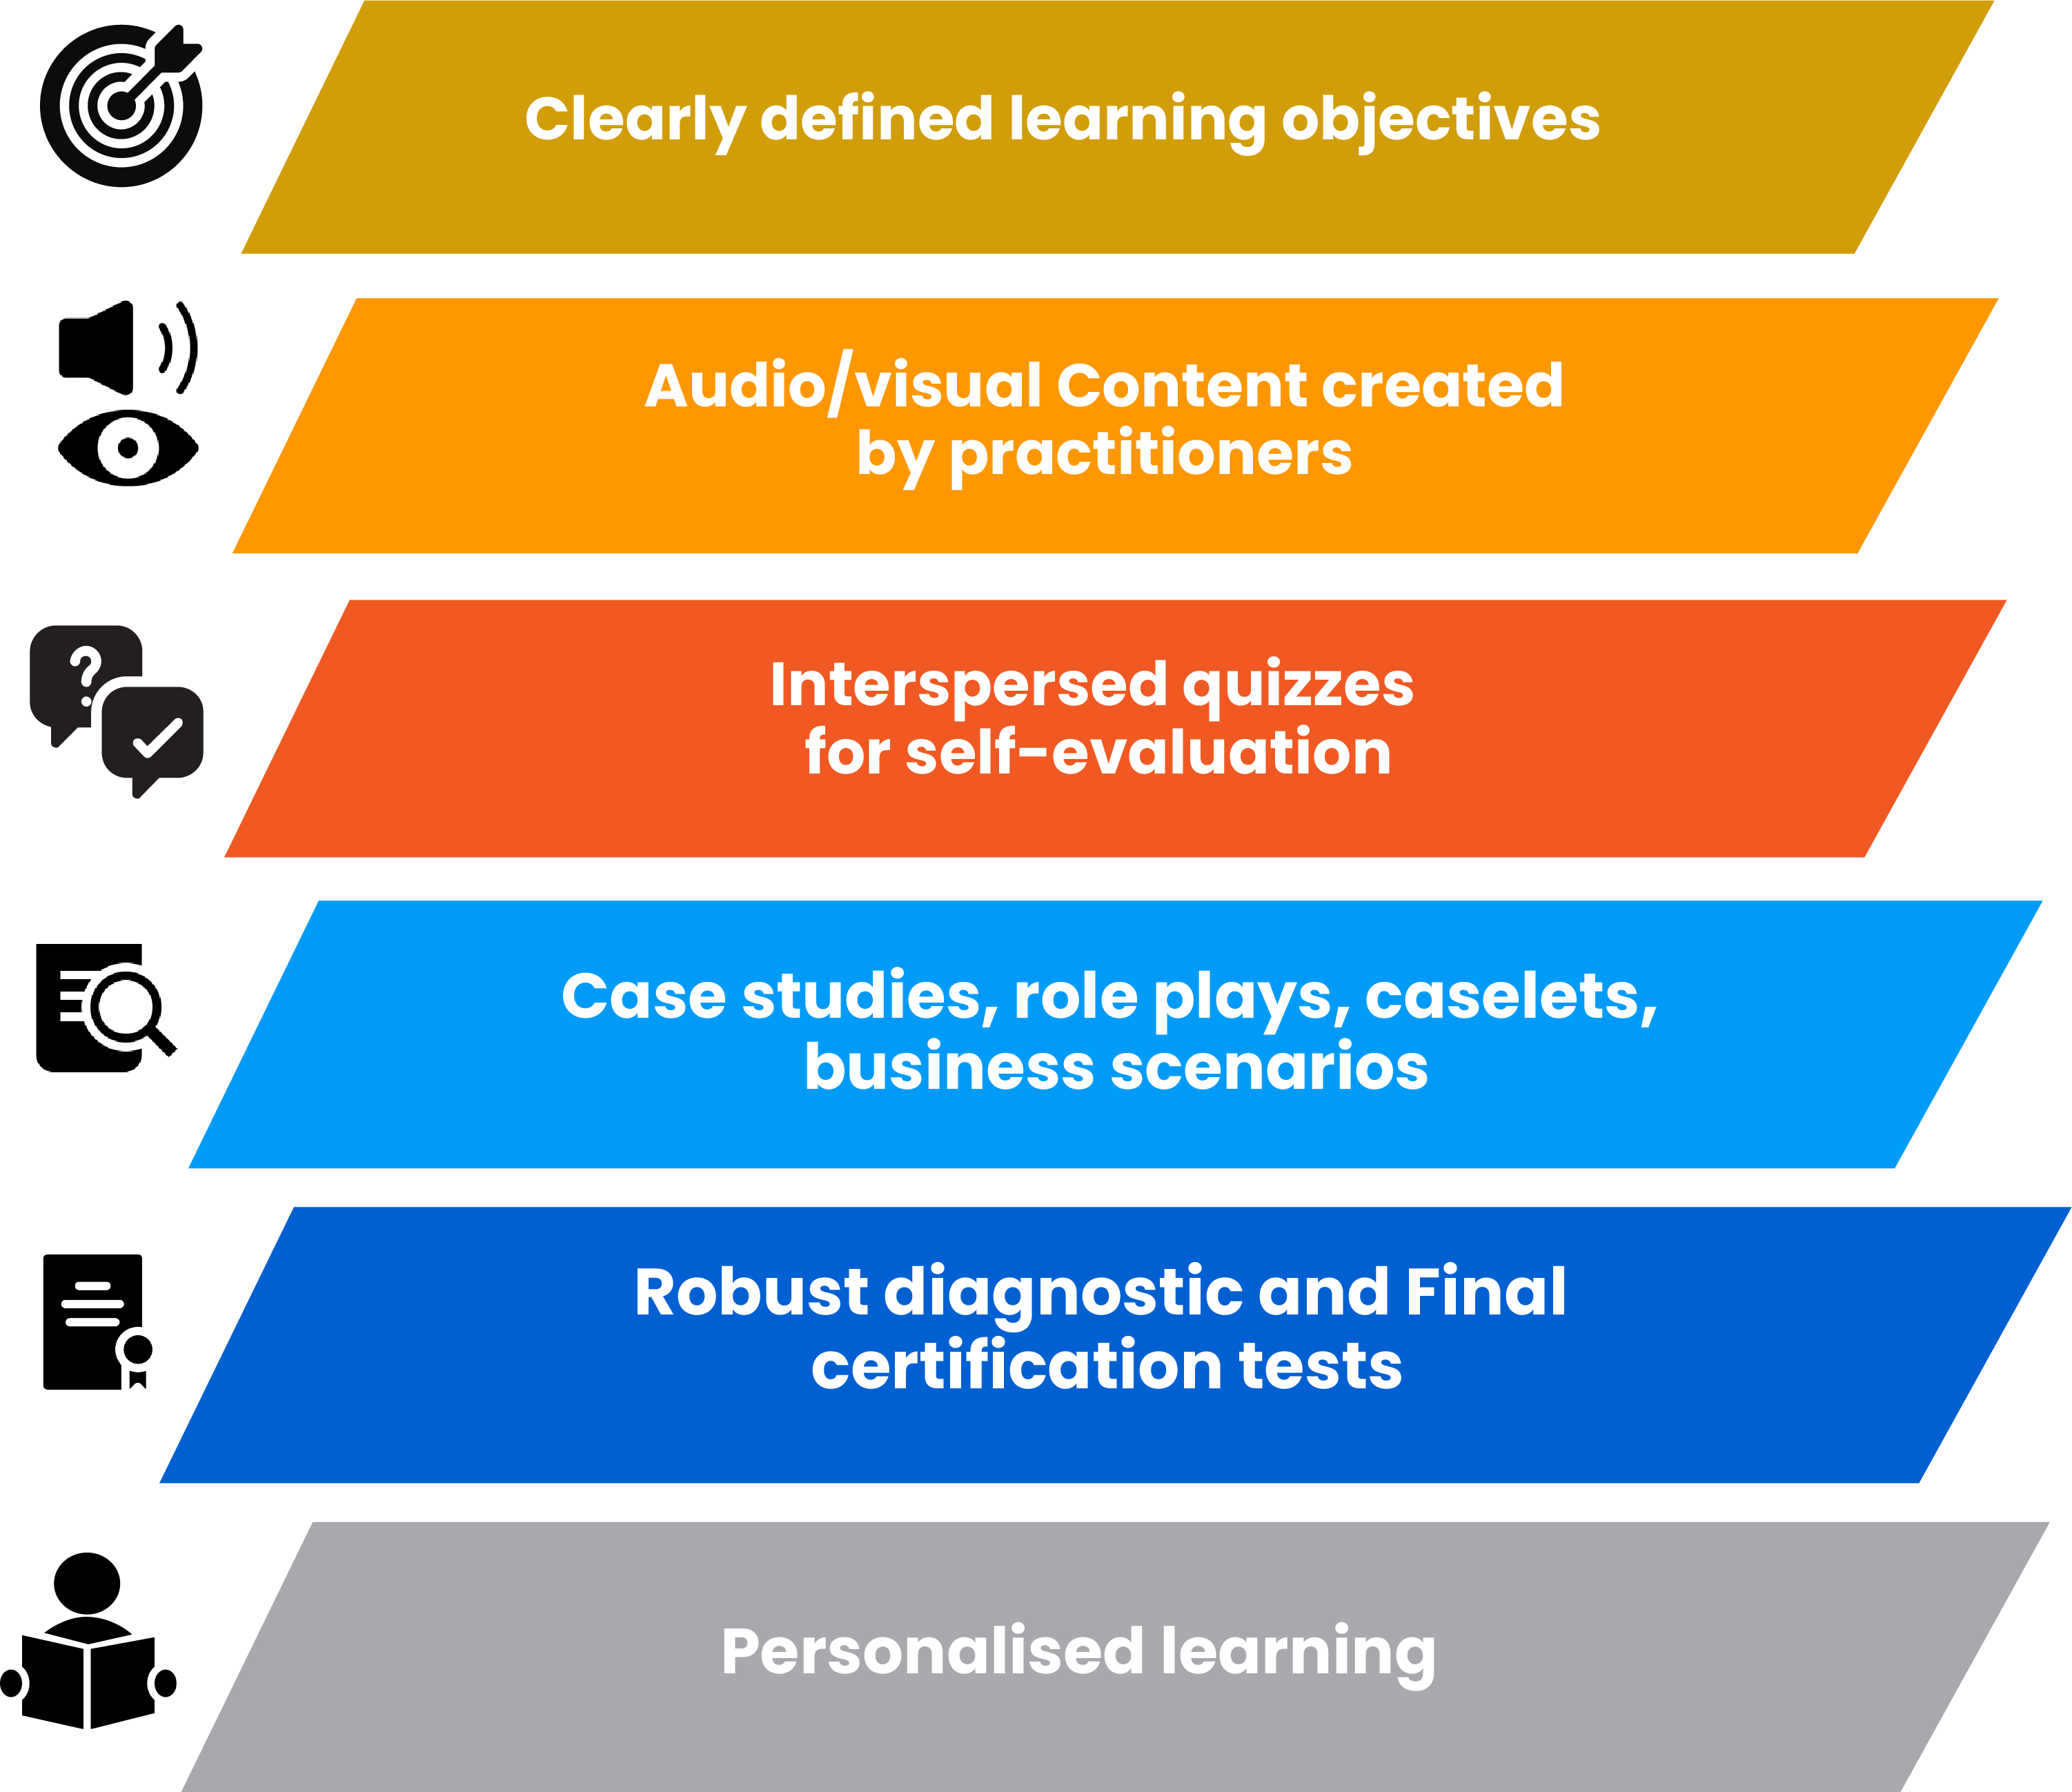 Clearly defined learning objectives
Audio/visual Content created
by practitioners
Interspersed quizzes
for self-evaluation
Case studies, role plays, caselets,
business scenarios
Robust diagnostic and Final
certification tests
Personalised learning